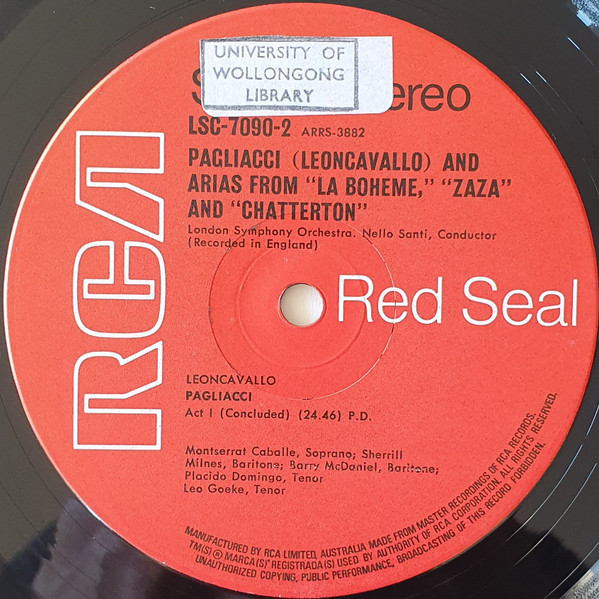 UNIVERSITY OF
WOLLONGONG
LIBRARY
S ereo
LSC-7090-2 ARRS-3882
PAGLIACCI (LEONCAVALLO) AND
ARIAS FROM "LA BOHEME," "ZAZA"
AND "CHATTERTON"
London Symphony Orchestra. Nello Santi, Conductor
(Recorded in England)
RCA
Red Seal
LEONCAVALLO
PAGLIACCI
Act I (Concluded) (24.46) P.D.
Montserrat Caballe, Soprano; Sherrill
Milnes, Baritone; Barry McDaniel, Baritone;
Placido Domingo, Tenor
Leo Goeke, Tenor
MANUFACTURED BY RCA LIMITED, AUSTRALIA MADE FROM MASTER RECORDINGS OF RCA RECORDS.
TM(S) ® MARCA(S) REGISTRADA(S) USED BY AUTHORITY OF RCA CORPORATION. ALL RIGHTS RESERVED.
UNAUTHORIZED COPYING, PUBLIC PERFORMANCE, BROADCASTING OF THIS RECORD FORBIDDEN.